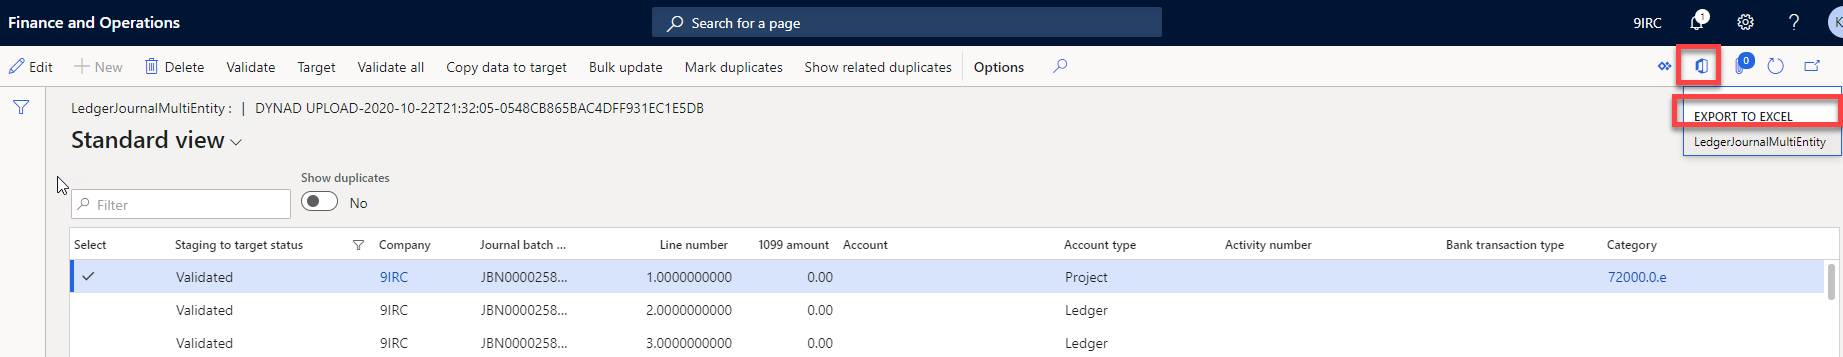 Finance and Operations
Search for a page
9IRC
1
?
K
Edit
New
Delete
Validate
Target
Validate all
Copy data to target
Bulk update
Mark duplicates
Show related duplicates
Options
0
EXPORT TO EXCEL
LedgerJournalMultiEntity
LedgerJournalMultiEntity : | DYNAD UPLOAD-2020-10-22T21:32:05-0548CB865BAC4DFF931EC1E5DB
Standard view
Show duplicates
Filter
No
Select Staging to target status Company Journal batch ... Line number 1099 amount Account Account type Activity number Bank transaction type Category
Validated 9IRC JBN0000258... 1.0000000000 0.00 Project 72000.0.e
Validated 9IRC JBN0000258... 2.0000000000 0.00 Ledger
Validated 9IRC JBN0000258... 3.0000000000 0.00 Ledger